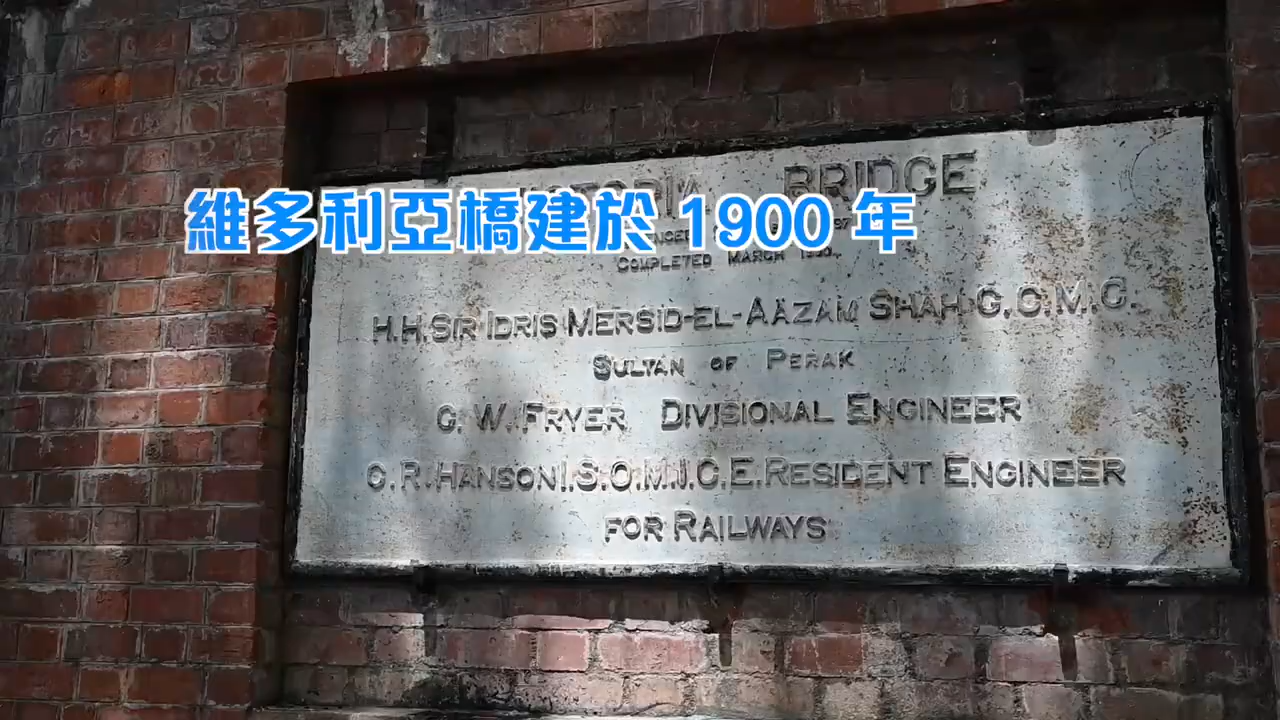 BRIDGE
維多利亞橋建於 1900 年
COMPLETED MARCH
H.H.SIR IDRIS MERSID-EL-AAZAM SHAH G.C.M.G.
SULTAN OF PERAK
G.W.FRYER DIVISIONAL ENGINEER
C.R.HANSON I.S.O.M.I.C.E.RESIDENT ENGINEER
FOR RAILWAYS